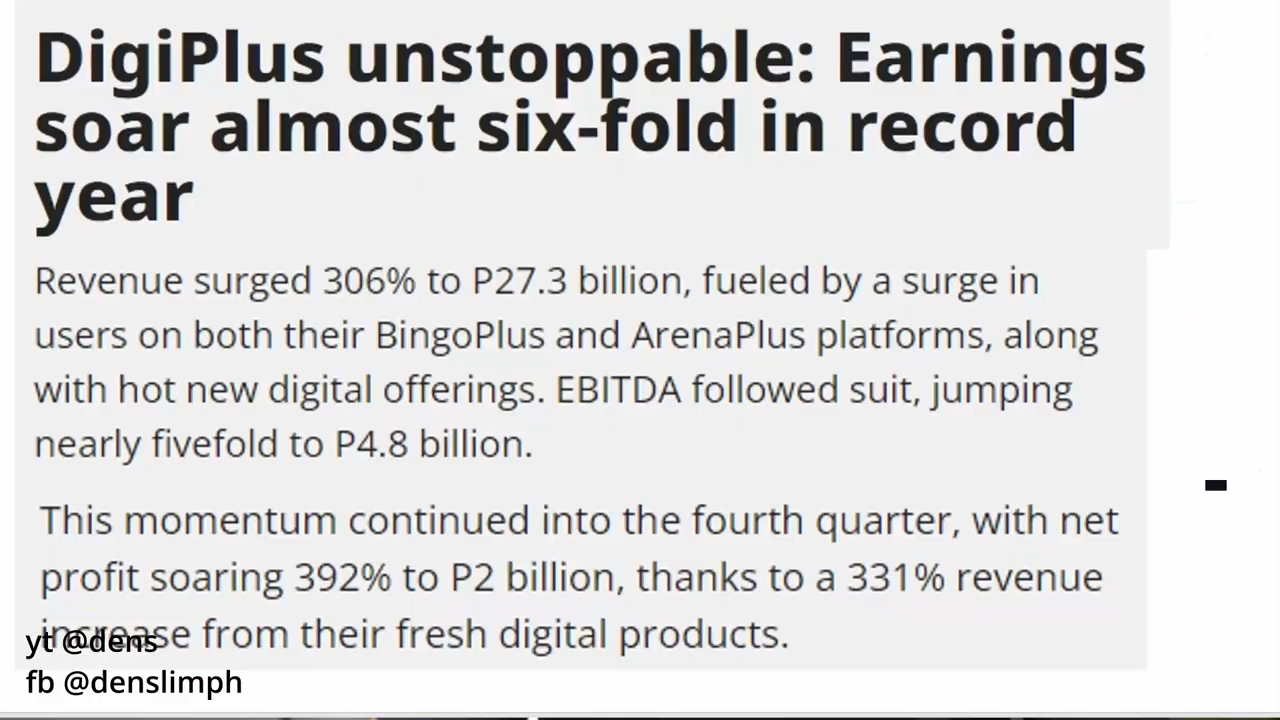 DigiPlus unstoppable: Earnings
soar almost six-fold in record
year
Revenue surged 306% to P27.3 billion, fueled by a surge in
users on both their BingoPlus and ArenaPlus platforms, along
with hot new digital offerings. EBITDA followed suit, jumping
nearly fivefold to P4.8 billion.
This momentum continued into the fourth quarter, with net
profit soaring 392% to P2 billion, thanks to a 331% revenue
increase from their fresh digital products.
yt @dens
fb @denslimph